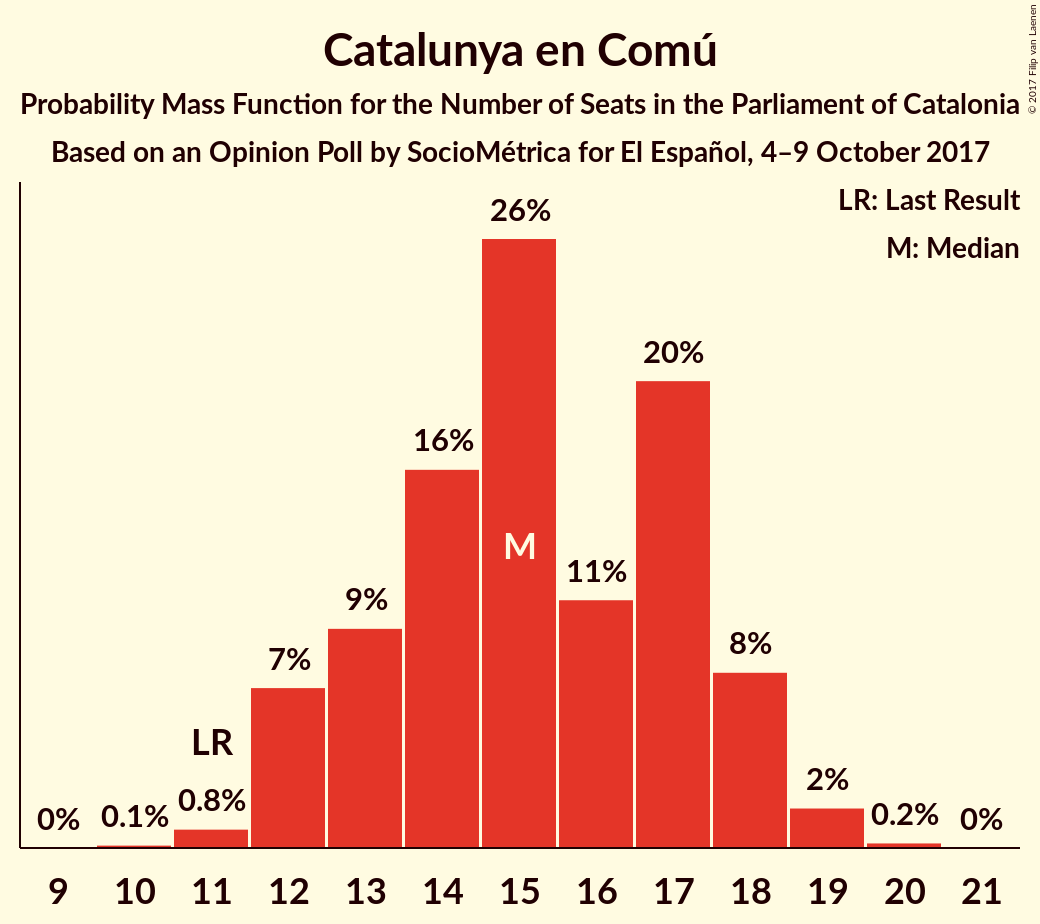 Catalunya en Comú
Probability Mass Function for the Number of Seats in the Parliament of Catalonia
Based on an Opinion Poll by SocioMétrica for El Español, 4–9 October 2017
© 2017 Filip van Laenen
LR: Last Result
M: Median
26%
20%
16%
M
11%
9%
8%
7%
LR
2%
0.8%
0%
0.1%
0.2%
0%
9 10 11 12 13 14 15 16 17 18 19 20 21